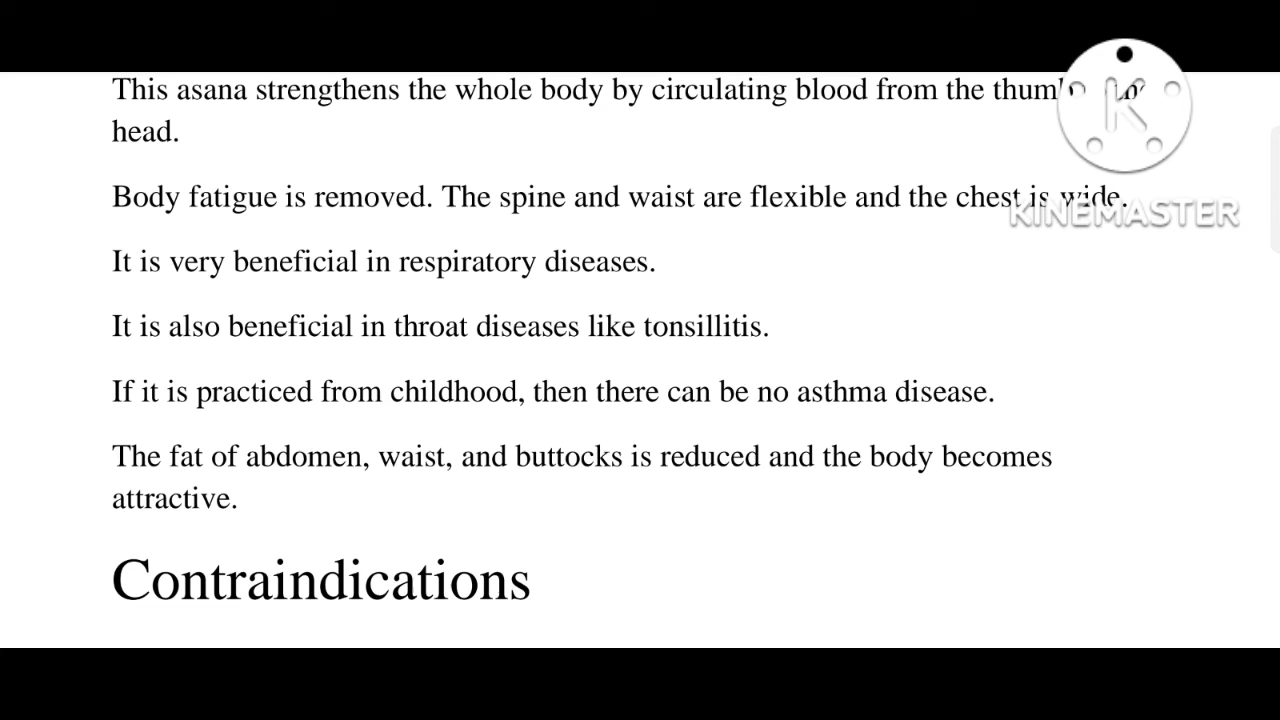 This asana strengthens the whole body by circulating blood from the
head.
Body fatigue is removed. The spine and waist are flexible and the chest is wide.
It is very beneficial in respiratory diseases.
It is also beneficial in throat diseases like tonsillitis.
If it is practiced from childhood, then there can be no asthma disease.
The fat of abdomen, waist, and buttocks is reduced and the body becomes
attractive.
Contraindications
K
KINEMASTER